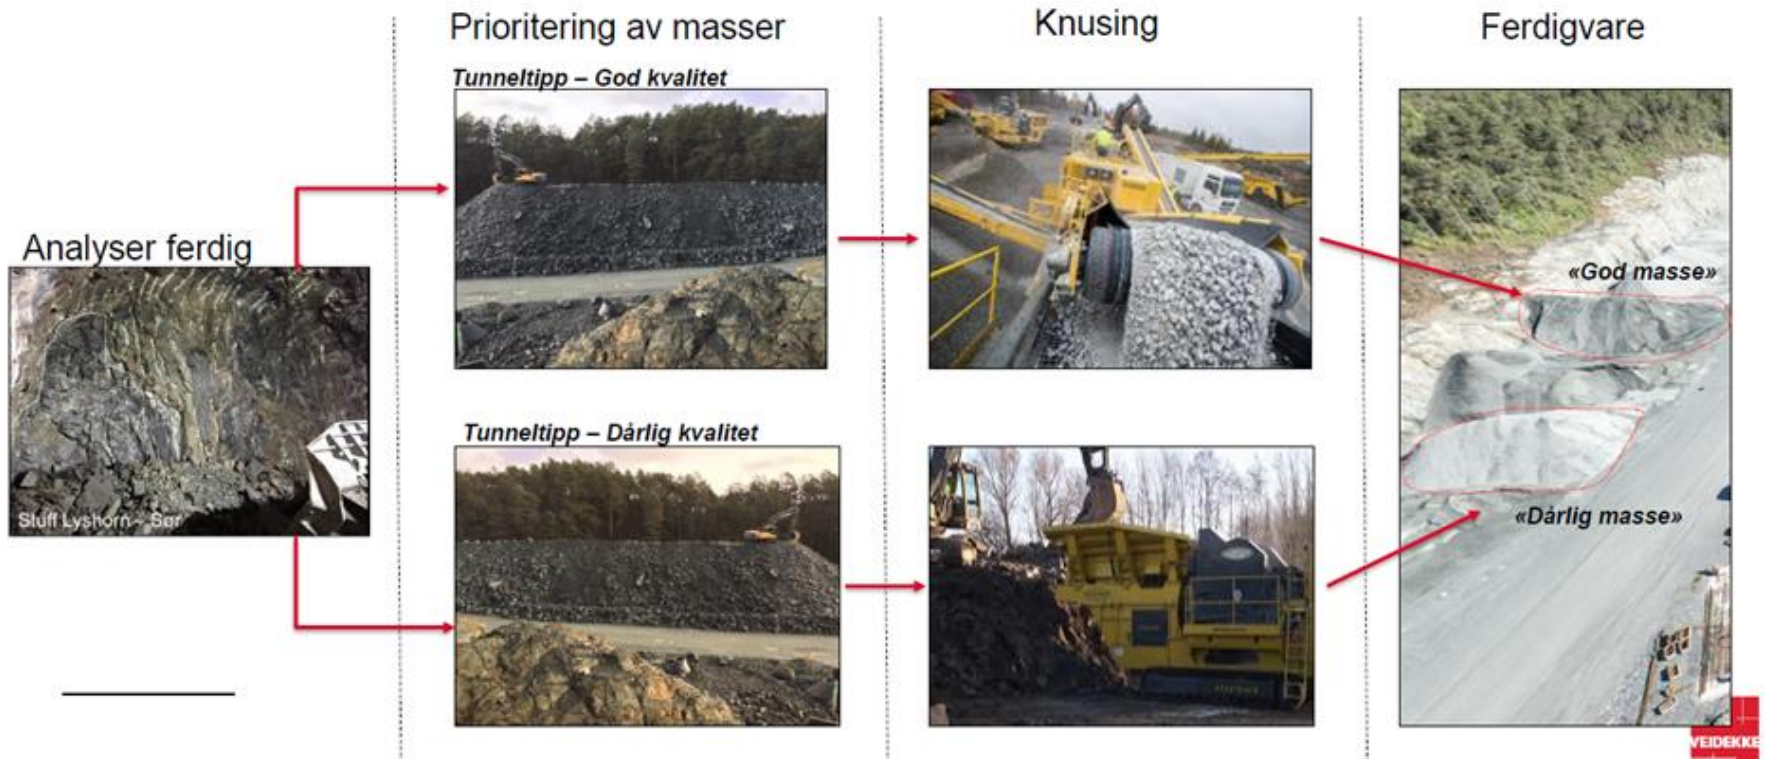 Prioritering av masser
Knusing
Ferdigvare
Tunneltipp – God kvalitet
Analyser ferdig
«God masse»
Tunneltipp – Dårlig kvalitet
Stuff Lyshorn - Sør
«Dårlig masse»
VEIDEKKE